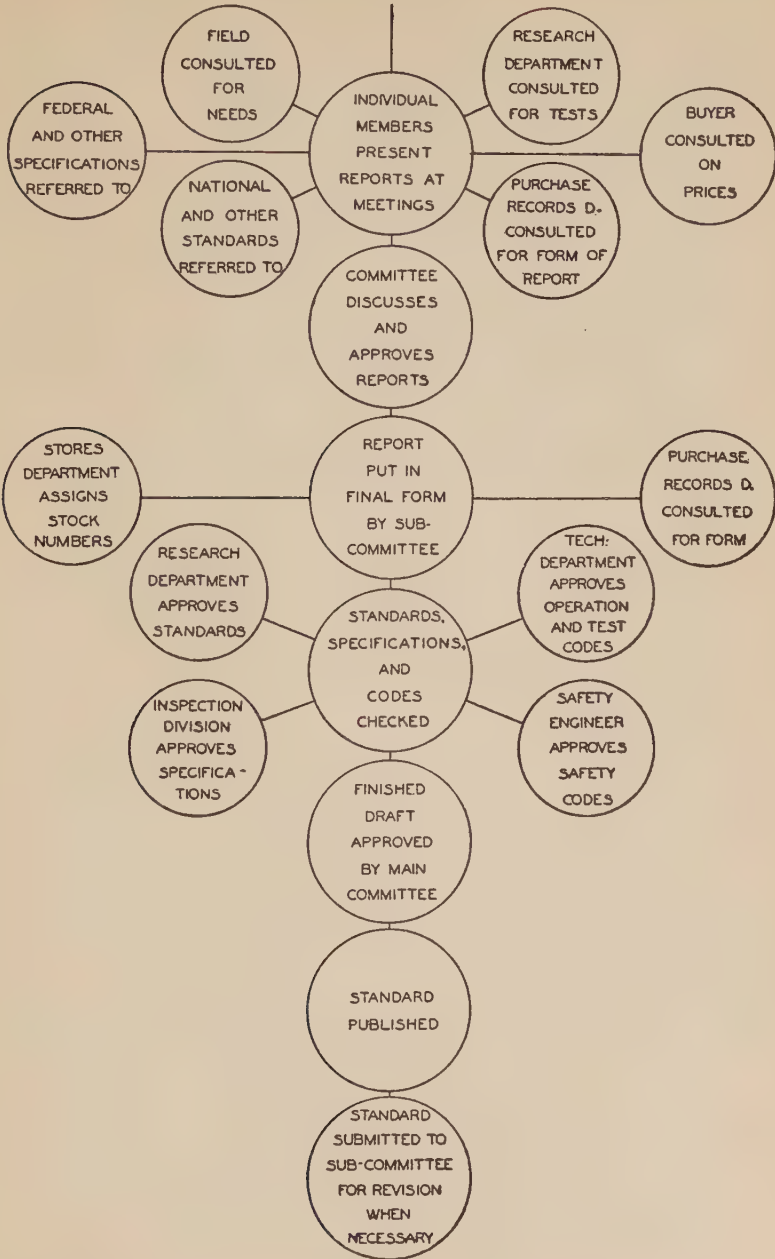 FIELD
CONSULTED
FOR
NEEDS
RESEARCH
DEPARTMENT
CONSULTED
FOR TESTS
FEDERAL
AND OTHER
SPECIFICATIONS
REFERRED TO
INDIVIDUAL
MEMBERS
PRESENT
REPORTS AT
MEETINGS
BUYER
CONSULTED
ON
PRICES
NATIONAL
AND OTHER
STANDARDS
REFERRED TO
PURCHASE
RECORDS D.
CONSULTED
FOR FORM OF
REPORT
COMMITTEE
DISCUSSES
AND
APPROVES
REPORTS
STORES
DEPARTMENT
ASSIGNS
STOCK
NUMBERS
REPORT
PUT IN
FINAL FORM
BY SUB-
COMMITTEE
PURCHASE
RECORDS D.
CONSULTED
FOR FORM
RESEARCH
DEPARTMENT
APPROVES
STANDARDS
TECH:
DEPARTMENT
APPROVES
OPERATION
AND TEST
CODES
STANDARDS,
SPECIFICATIONS,
AND
CODES
CHECKED
INSPECTION
DIVISION
APPROVES
SPECIFICA-
TIONS
SAFETY
ENGINEER
APPROVES
SAFETY
CODES
FINISHED
DRAFT
APPROVED
BY MAIN
COMMITTEE
STANDARD
PUBLISHED
STANDARD
SUBMITTED TO
SUB-COMMITTEE
FOR REVISION
WHEN
NECESSARY